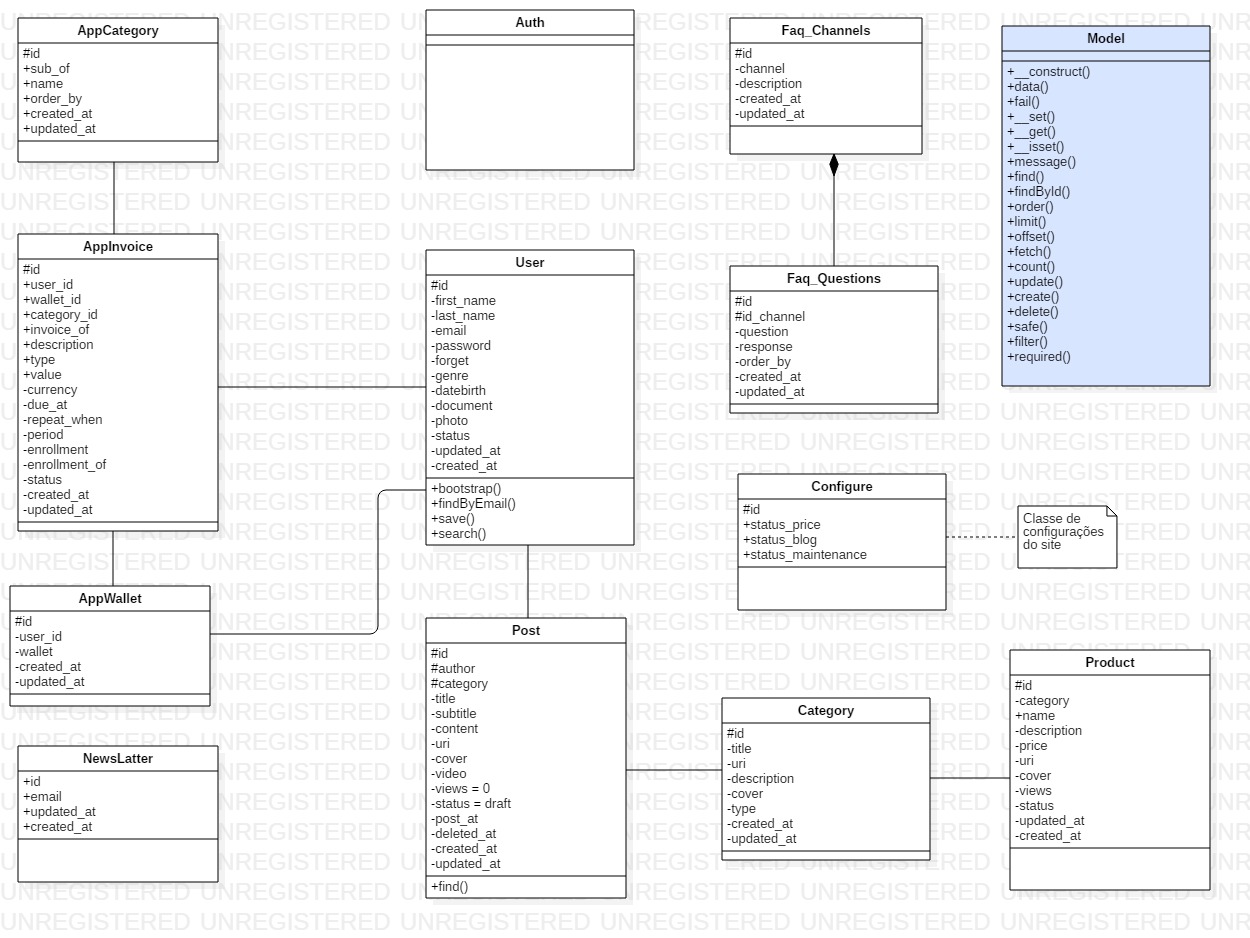 AppCategory
#id
+sub_of
+name
+order_by
+created_at
+updated_at
Auth
Faq_Channels
#id
-channel
-description
-created_at
-updated_at
Model
+__construct()
+data()
+fail()
+__set()
+__get()
+__isset()
+message()
+find()
+findById()
+order()
+limit()
+offset()
+fetch()
+count()
+update()
+create()
+delete()
+safe()
+filter()
+required()
AppInvoice
#id
+user_id
+wallet_id
+category_id
+invoice_of
+description
+type
+value
-currency
-due_at
-repeat_when
-period
-enrollment
-enrollment_of
-status
-created_at
-updated_at
User
#id
-first_name
-last_name
-email
-password
-forget
-genre
-datebirth
-document
-photo
-status
-updated_at
-created_at
+bootstrap()
+findByEmail()
+save()
+search()
Faq_Questions
#id
#id_channel
-question
-response
-order_by
-created_at
-updated_at
Configure
#id
+status_price
+status_blog
+status_maintenance
Classe de
configurações
do site
AppWallet
#id
-user_id
-wallet
-created_at
-updated_at
Post
#id
#author
#category
-title
-subtitle
-content
-uri
-cover
-video
-views = 0
-status = draft
-post_at
-deleted_at
-created_at
-updated_at
+find()
Category
#id
-title
-uri
-description
-cover
-type
-created_at
-updated_at
Product
#id
-category
+name
-description
-price
-uri
-cover
-views
-status
-updated_at
-created_at
NewsLatter
+id
+email
+updated_at
+created_at
UNREGISTERED